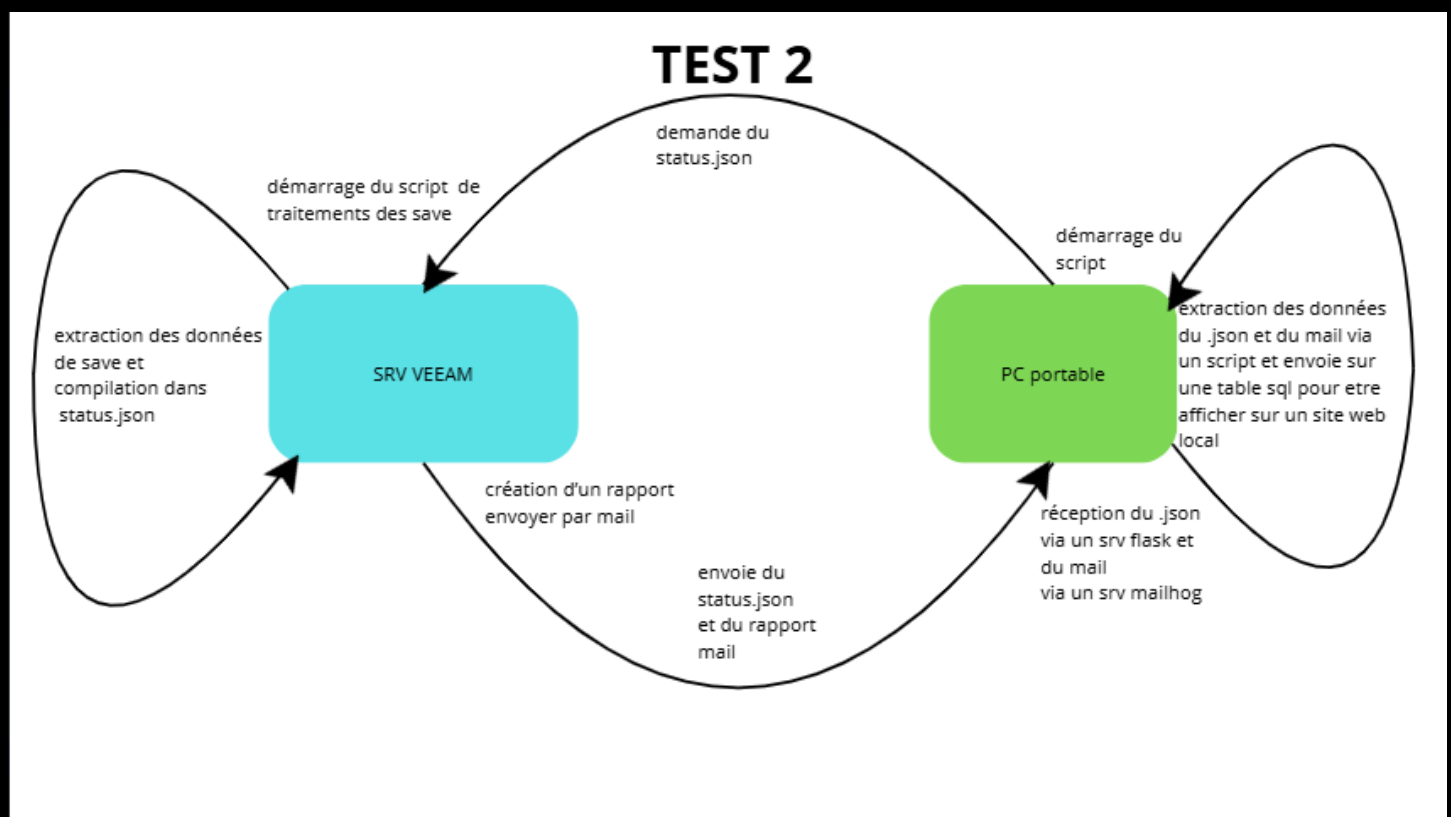 TEST 2
demande du
status.json
démarrage du script  de
traitements des save
démarrage du
script
extraction des données
de save et
compilation dans
status.json
SRV VEEAM
PC portable
extraction des données
du .json et du mail via
un script et envoie sur
une table sql pour etre
afficher sur un site web
local
création d'un rapport
envoyer par mail
réception du .json
via un srv flask et
du mail
via un srv mailhog
envoie du
status.json
et du rapport
mail